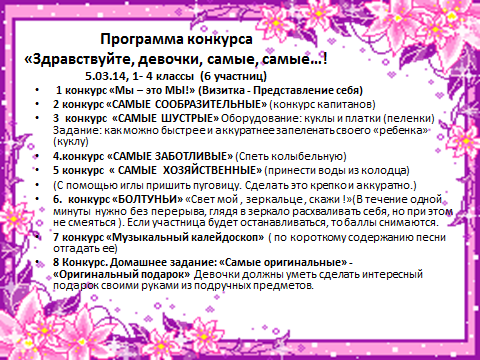 Программа конкурса
«Здравствуйте, девочки, самые, самые…!
5.03.14, 1- 4 классы (6 участниц)
• 1 конкурс «Мы – это МЫ!» (Визитка - Представление себя)
• 2 конкурс «САМЫЕ СООБРАЗИТЕЛЬНЫЕ» (конкурс капитанов)
• 3 конкурс «САМЫЕ ШУСТРЫЕ» Оборудование: куклы и платки (пеленки)
Задание: как можно быстрее и аккуратнее запеленать своего «ребенка»
(куклу)
• 4.конкурс «САМЫЕ ЗАБОТЛИВЫЕ» (Спеть колыбельную)
• 5 конкурс « САМЫЕ ХОЗЯЙСТВЕННЫЕ» (принести воды из колодца)
• (С помощью иглы пришить пуговицу. Сделать это крепко и аккуратно.)
• 6. конкурс «БОЛТУНЬИ» «Свет мой , зеркальце, скажи !»(В течение одной
минуты нужно без перерыва, глядя в зеркало расхваливать себя, но при этом
не смеяться ). Если участница будет останавливаться, то баллы снимаются.
• 7 конкурс «Музыкальный калейдоскоп» ( по короткому содержанию песни
отгадать ее)
• 8 Конкурс. Домашнее задание: «Самые оригинальные» -
«Оригинальный подарок» Девочки должны уметь сделать интересный
подарок своими руками из подручных предметов.